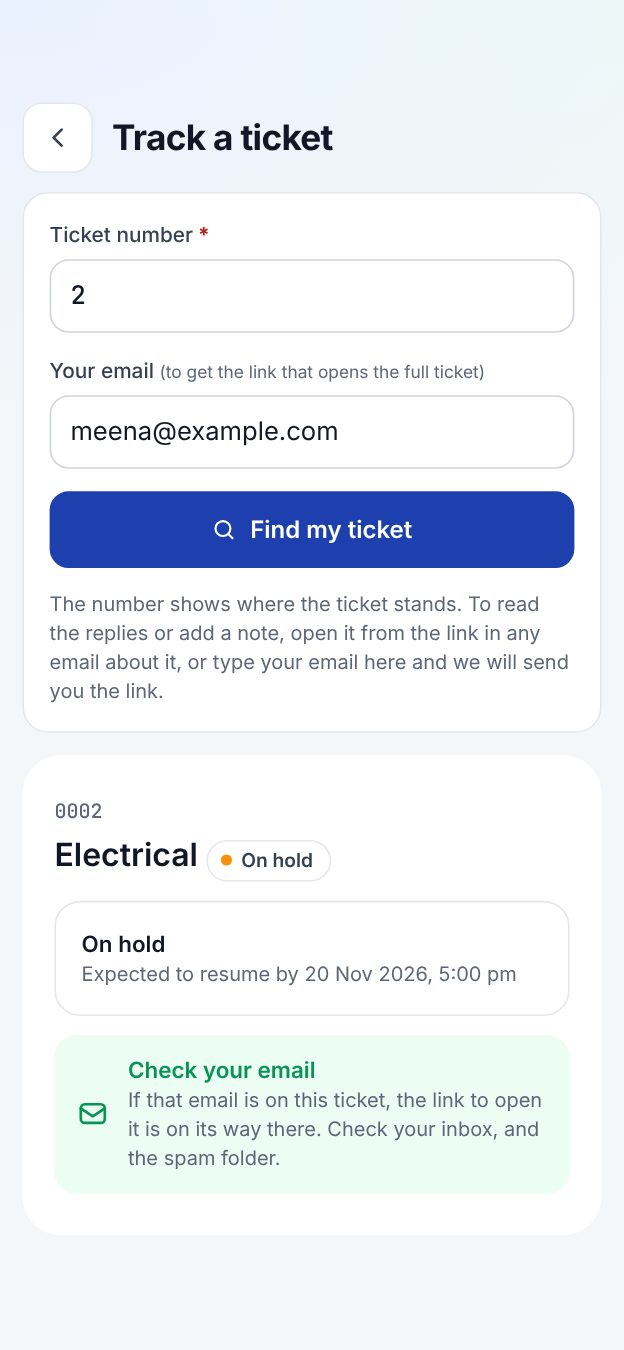 Track a ticket
Ticket number *
2
Your email (to get the link that opens the full ticket)
meena@example.com
Find my ticket
The number shows where the ticket stands. To read
the replies or add a note, open it from the link in any
email about it, or type your email here and we will send
you the link.
0002
Electrical On hold
On hold
Expected to resume by 20 Nov 2026, 5:00 pm
Check your email
If that email is on this ticket, the link to open
it is on its way there. Check your inbox, and
the spam folder.